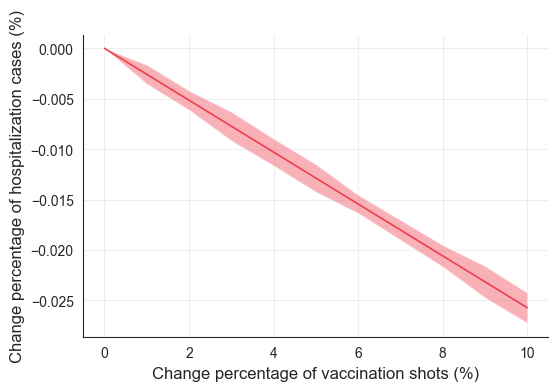 Change percentage of hospitalization cases (%)
0.000
−0.005
−0.010
−0.015
−0.020
−0.025
0 2 4 6 8 10
Change percentage of vaccination shots (%)